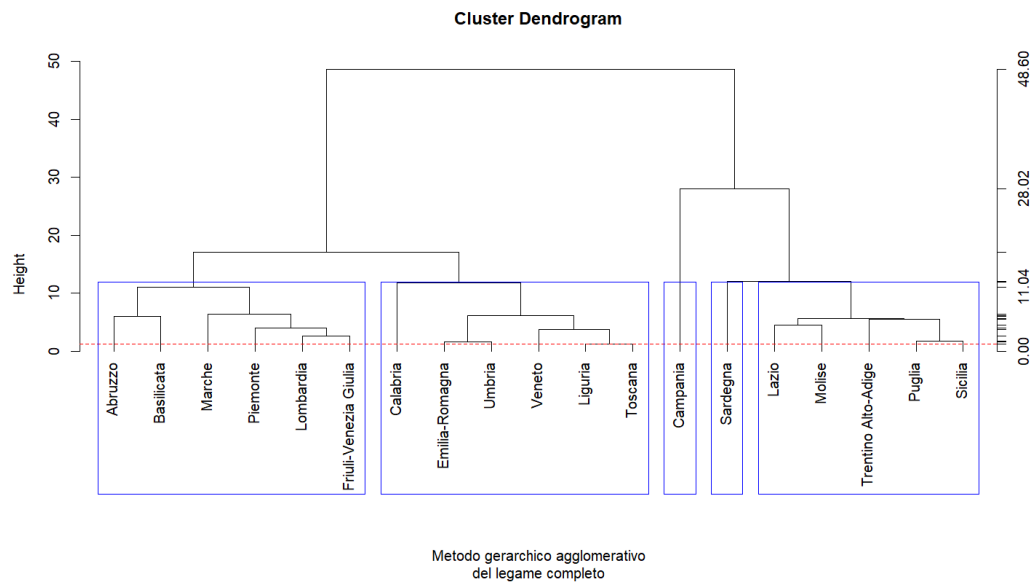 Cluster Dendrogram
Height
50
40
30
20
10
0
48.60
28.02
11.04
0.00
Abruzzo
Basilicata
Marche
Piemonte
Lombardia
Friuli-Venezia Giulia
Calabria
Emilia-Romagna
Umbria
Veneto
Liguria
Toscana
Campania
Sardegna
Lazio
Molise
Trentino Alto-Adige
Puglia
Sicilia
Metodo gerarchico agglomerativo
del legame completo